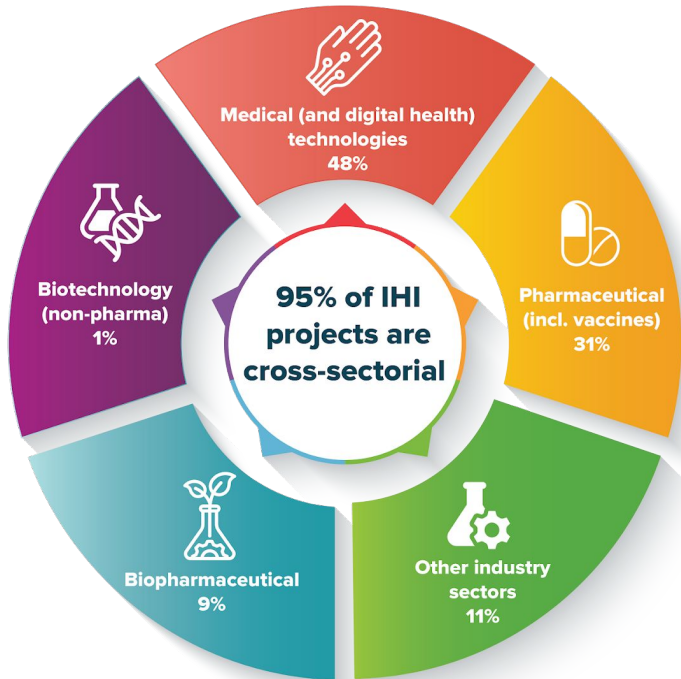 Medical (and digital health)
technologies
48%
Pharmaceutical
(incl. vaccines)
31%
Other industry
sectors
11%
Biopharmaceutical
9%
Biotechnology
(non-pharma)
1%
95% of IHI
projects are
cross-sectorial